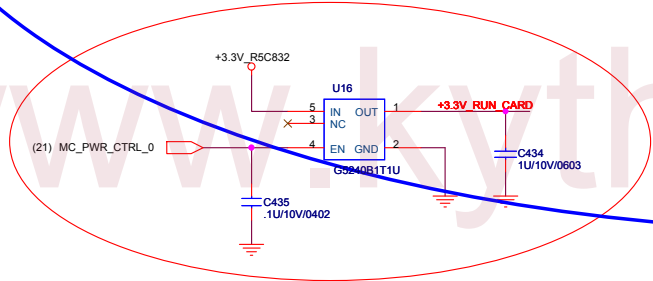 +3.3V_R5C832
U16
5 IN OUT 1
+3.3V_RUN_CARD
3 NC
(21) MC_PWR_CTRL_0
4 EN GND 2
G5240B1T1U
C434
1U/10V/0603
C435
.1U/10V/0402
www.kyth